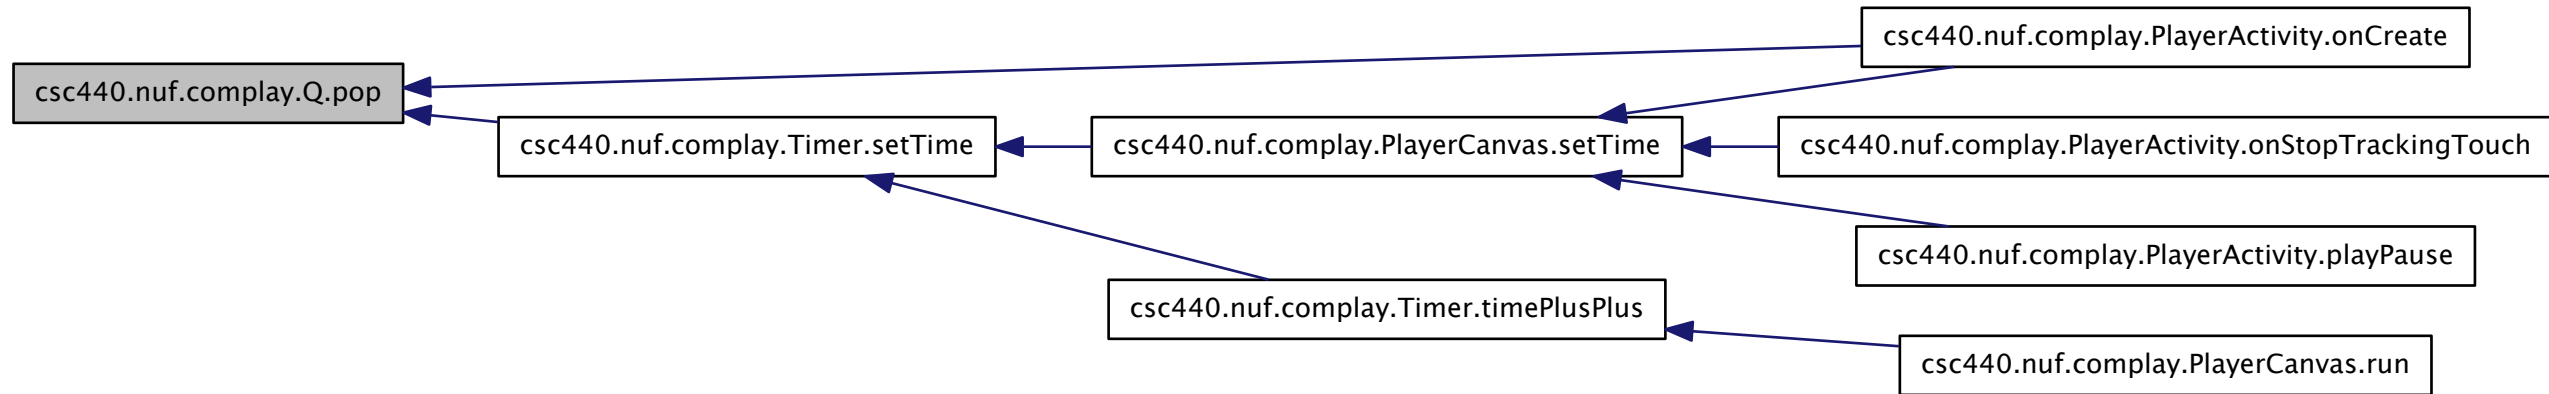 csc440.nuf.complay.PlayerActivity.onCreate
csc440.nuf.complay.Q.pop
csc440.nuf.complay.Timer.setTime
csc440.nuf.complay.PlayerCanvas.setTime
csc440.nuf.complay.PlayerActivity.onStopTrackingTouch
csc440.nuf.complay.PlayerActivity.playPause
csc440.nuf.complay.Timer.timePlusPlus
csc440.nuf.complay.PlayerCanvas.run